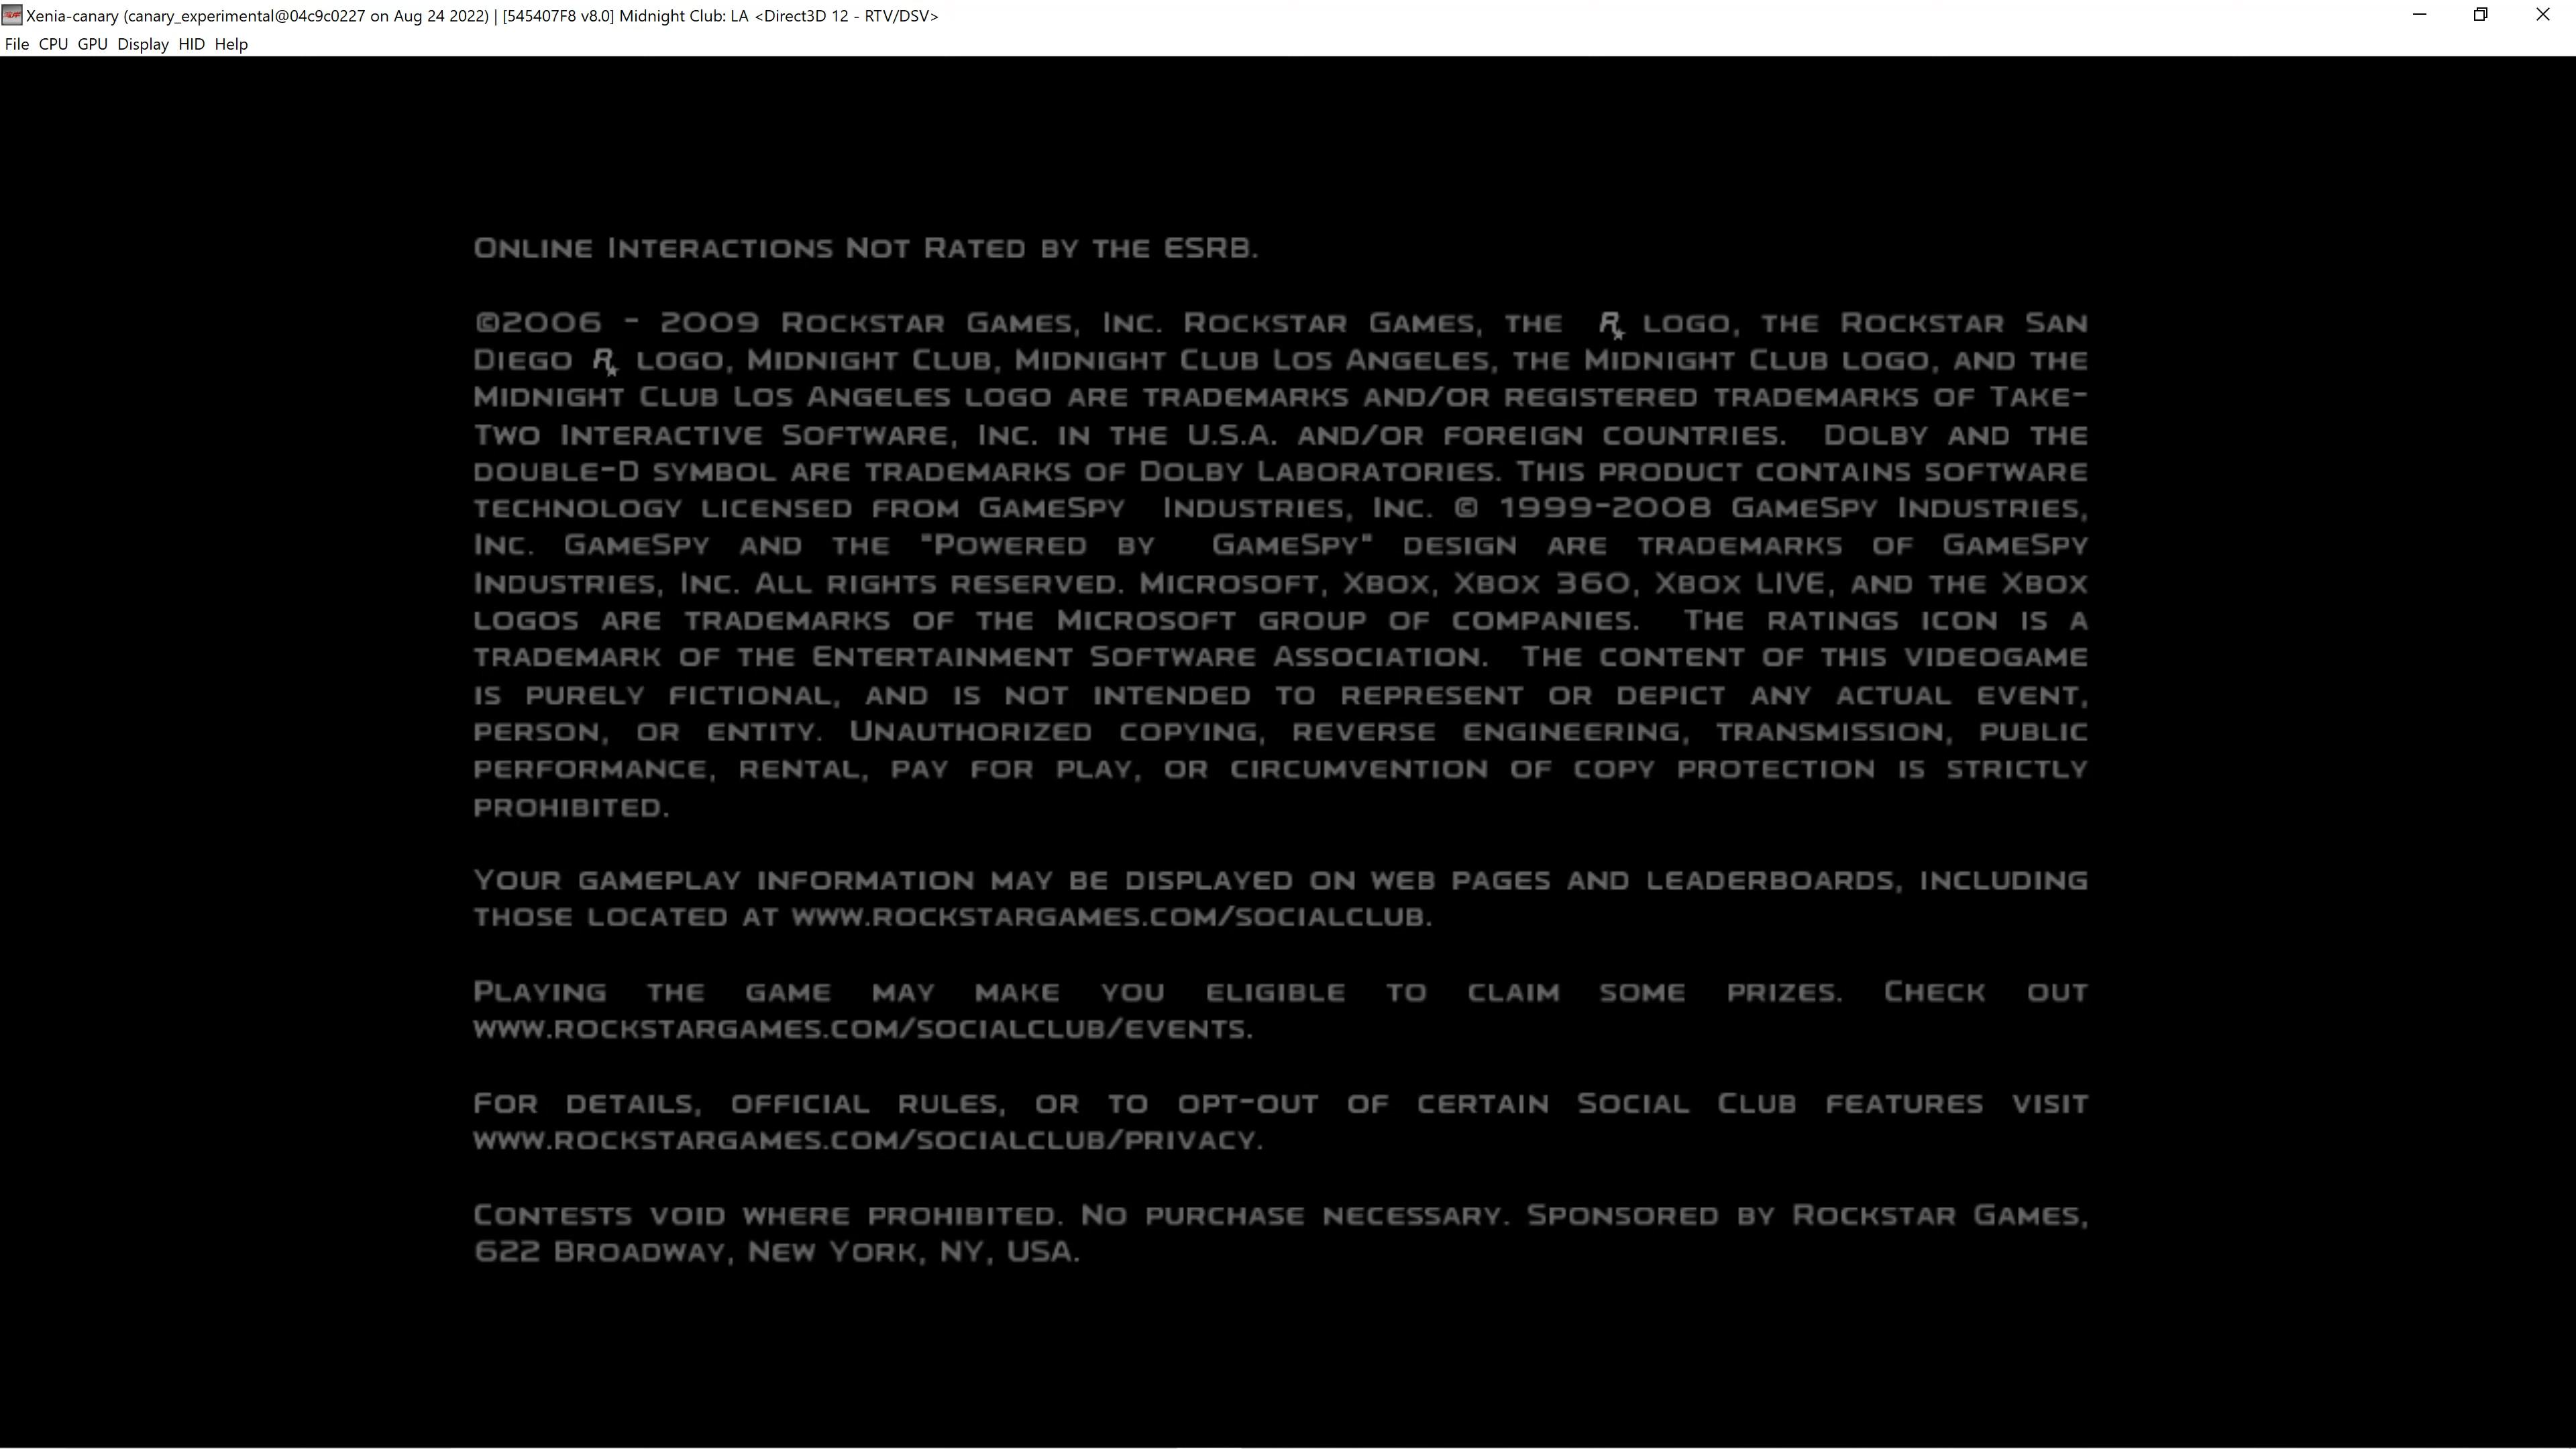 Xenia-canary (canary_experimental@04c9c0227 on Aug 24 2022) | [545407F8 v8.0] Midnight Club: LA <Direct3D 12 - RTV/DSV>
File CPU GPU Display HID Help
Online Interactions Not Rated by the ESRB.
©2006 - 2009 Rockstar Games, Inc. Rockstar Games, the R logo, the Rockstar San
Diego R logo, Midnight Club, Midnight Club Los Angeles, the Midnight Club logo, and the
Midnight Club Los Angeles logo are trademarks and/or registered trademarks of Take-
Two Interactive Software, Inc. in the U.S.A. and/or foreign countries. Dolby and the
double-D symbol are trademarks of Dolby Laboratories. This product contains software
technology licensed from GameSpy Industries, Inc. © 1999-2008 GameSpy Industries,
Inc. GameSpy and the "Powered by GameSpy" design are trademarks of GameSpy
Industries, Inc. All rights reserved. Microsoft, Xbox, Xbox 360, Xbox LIVE, and the Xbox
logos are trademarks of the Microsoft group of companies. The ratings icon is a
trademark of the Entertainment Software Association. The content of this videogame
is purely fictional, and is not intended to represent or depict any actual event,
person, or entity. Unauthorized copying, reverse engineering, transmission, public
performance, rental, pay for play, or circumvention of copy protection is strictly
prohibited.
Your gameplay information may be displayed on web pages and leaderboards, including
those located at www.rockstargames.com/socialclub.
Playing the game may make you eligible to claim some prizes. Check out
www.rockstargames.com/socialclub/events.
For details, official rules, or to opt-out of certain Social Club features visit
www.rockstargames.com/socialclub/privacy.
Contests void where prohibited. No purchase necessary. Sponsored by Rockstar Games,
622 Broadway, New York, NY, USA.